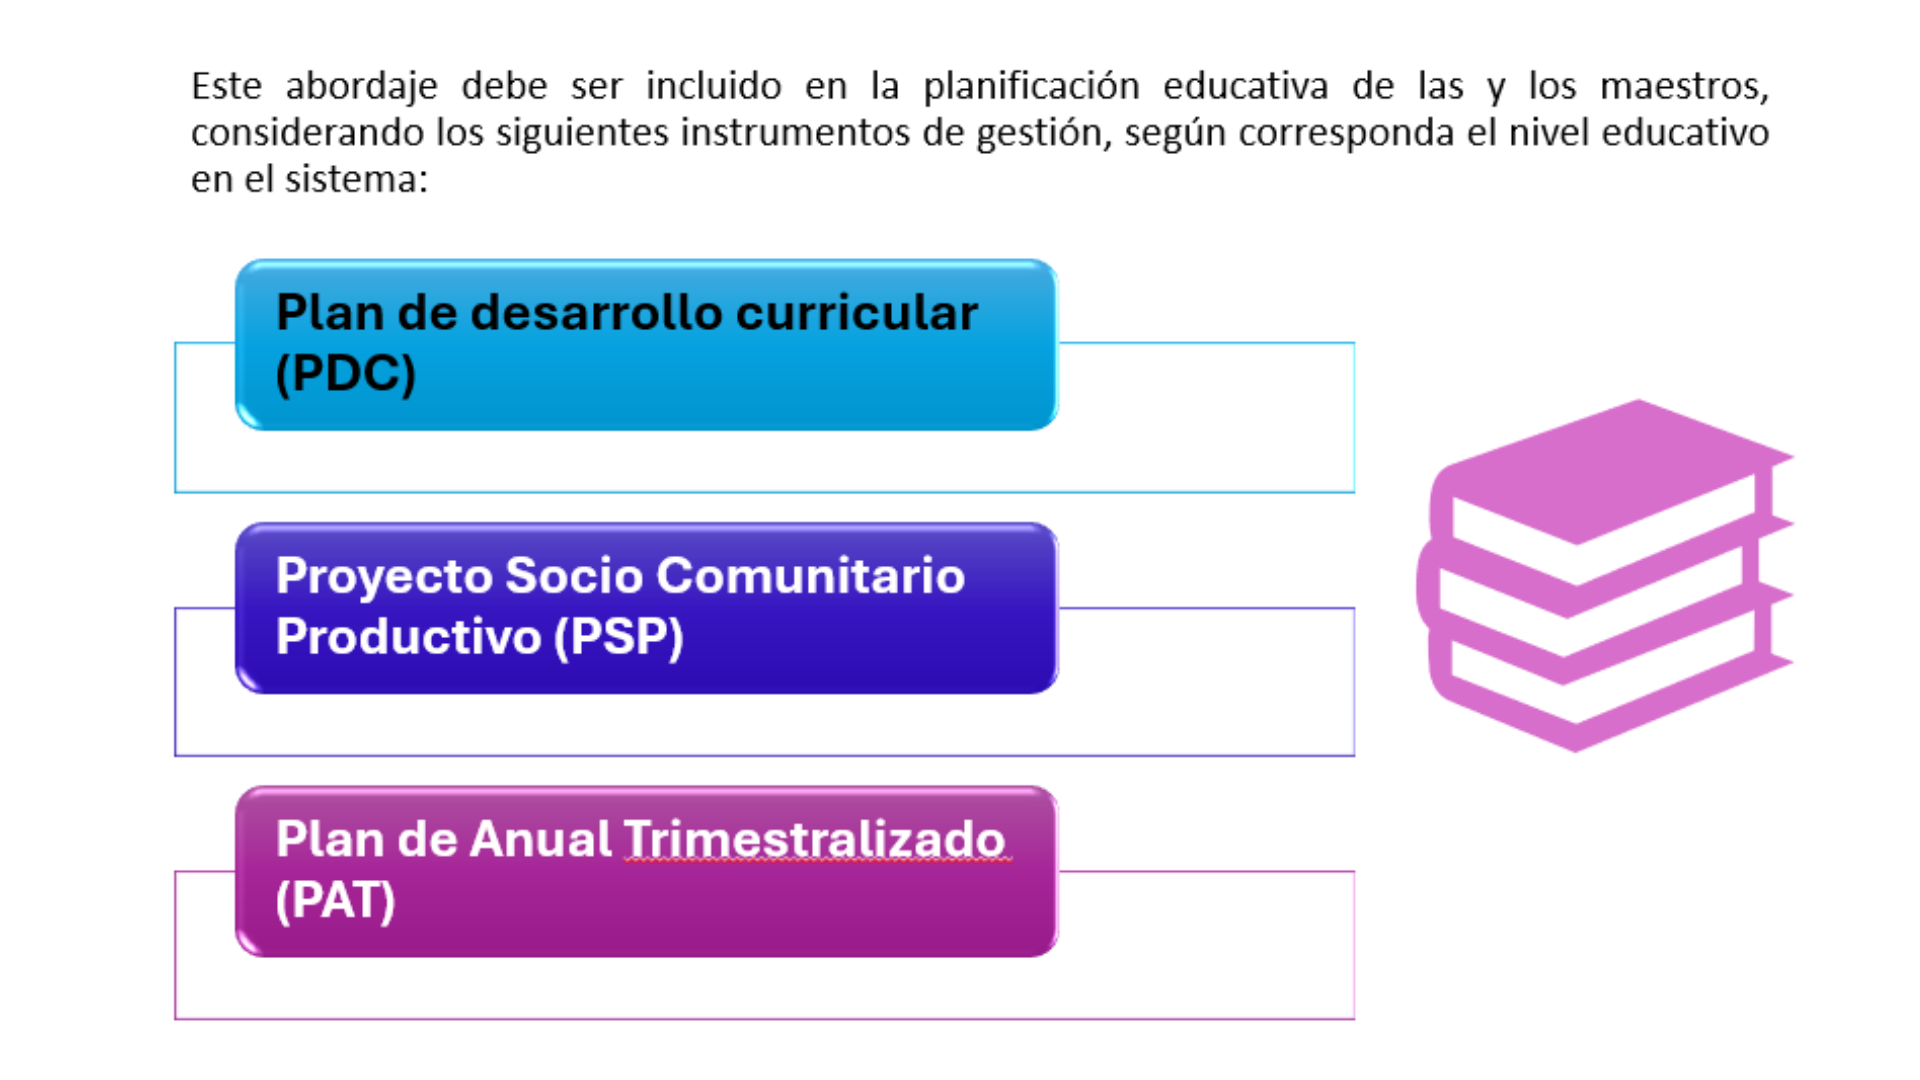 Este abordaje debe ser incluido en la planificación educativa de las y los maestros,
considerando los siguientes instrumentos de gestión, según corresponda el nivel educativo
en el sistema:
Plan de desarrollo curricular
(PDC)
Proyecto Socio Comunitario
Productivo (PSP)
Plan de Anual Trimestralizado
(PAT)